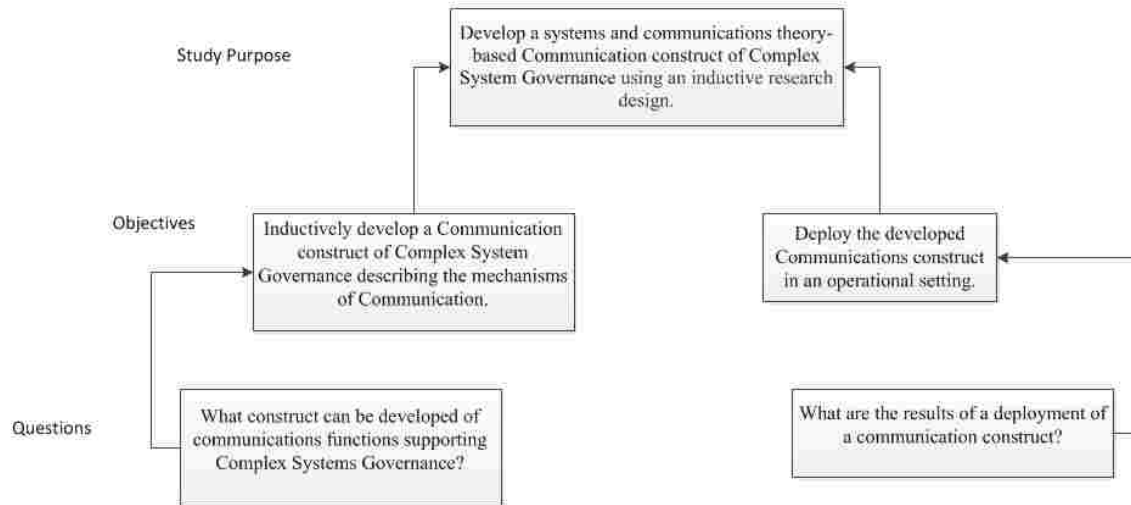 Study Purpose
Develop a systems and communications theory-
based Communication construct of Complex
System Governance using an inductive research
design.
Objectives
Inductively develop a Communication
construct of Complex System
Governance describing the mechanisms
of Communication.
Deploy the developed
Communications construct
in an operational setting.
Questions
What construct can be developed of
communications functions supporting
Complex Systems Governance?
What are the results of a deployment of
a communication construct?